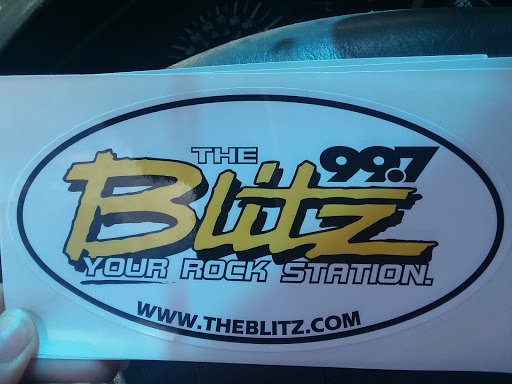 THE 99.7
Blitz
YOUR ROCK STATION.
WWW.THEBLITZ.COM